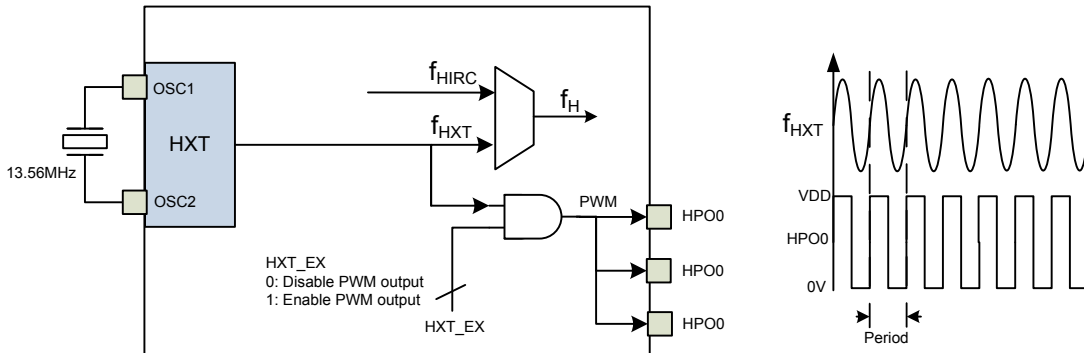 OSC1
HXT
OSC2
13.56MHz
fHIRC
fHXT
fH
PWM
HPO0
HPO0
HPO0
HXT_EX
0: Disable PWM output
1: Enable PWM output
HXT_EX
fHXT
VDD
HPO0
0V
Period